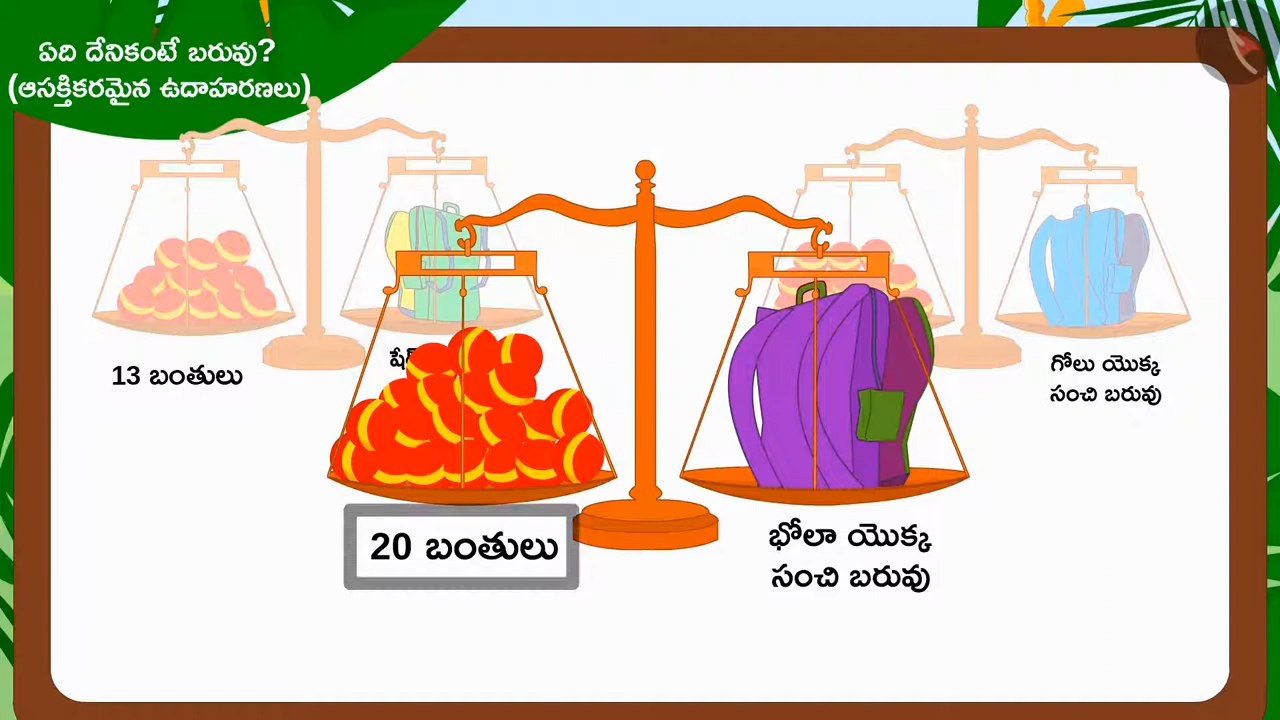 ఏది దేనికంటే బరువు?
(ఆసక్తికరమైన ఉదాహరణలు)
13 బంతులు
గోలు యొక్క
సంచి బరువు
20 బంతులు
భోలా యొక్క
సంచి బరువు